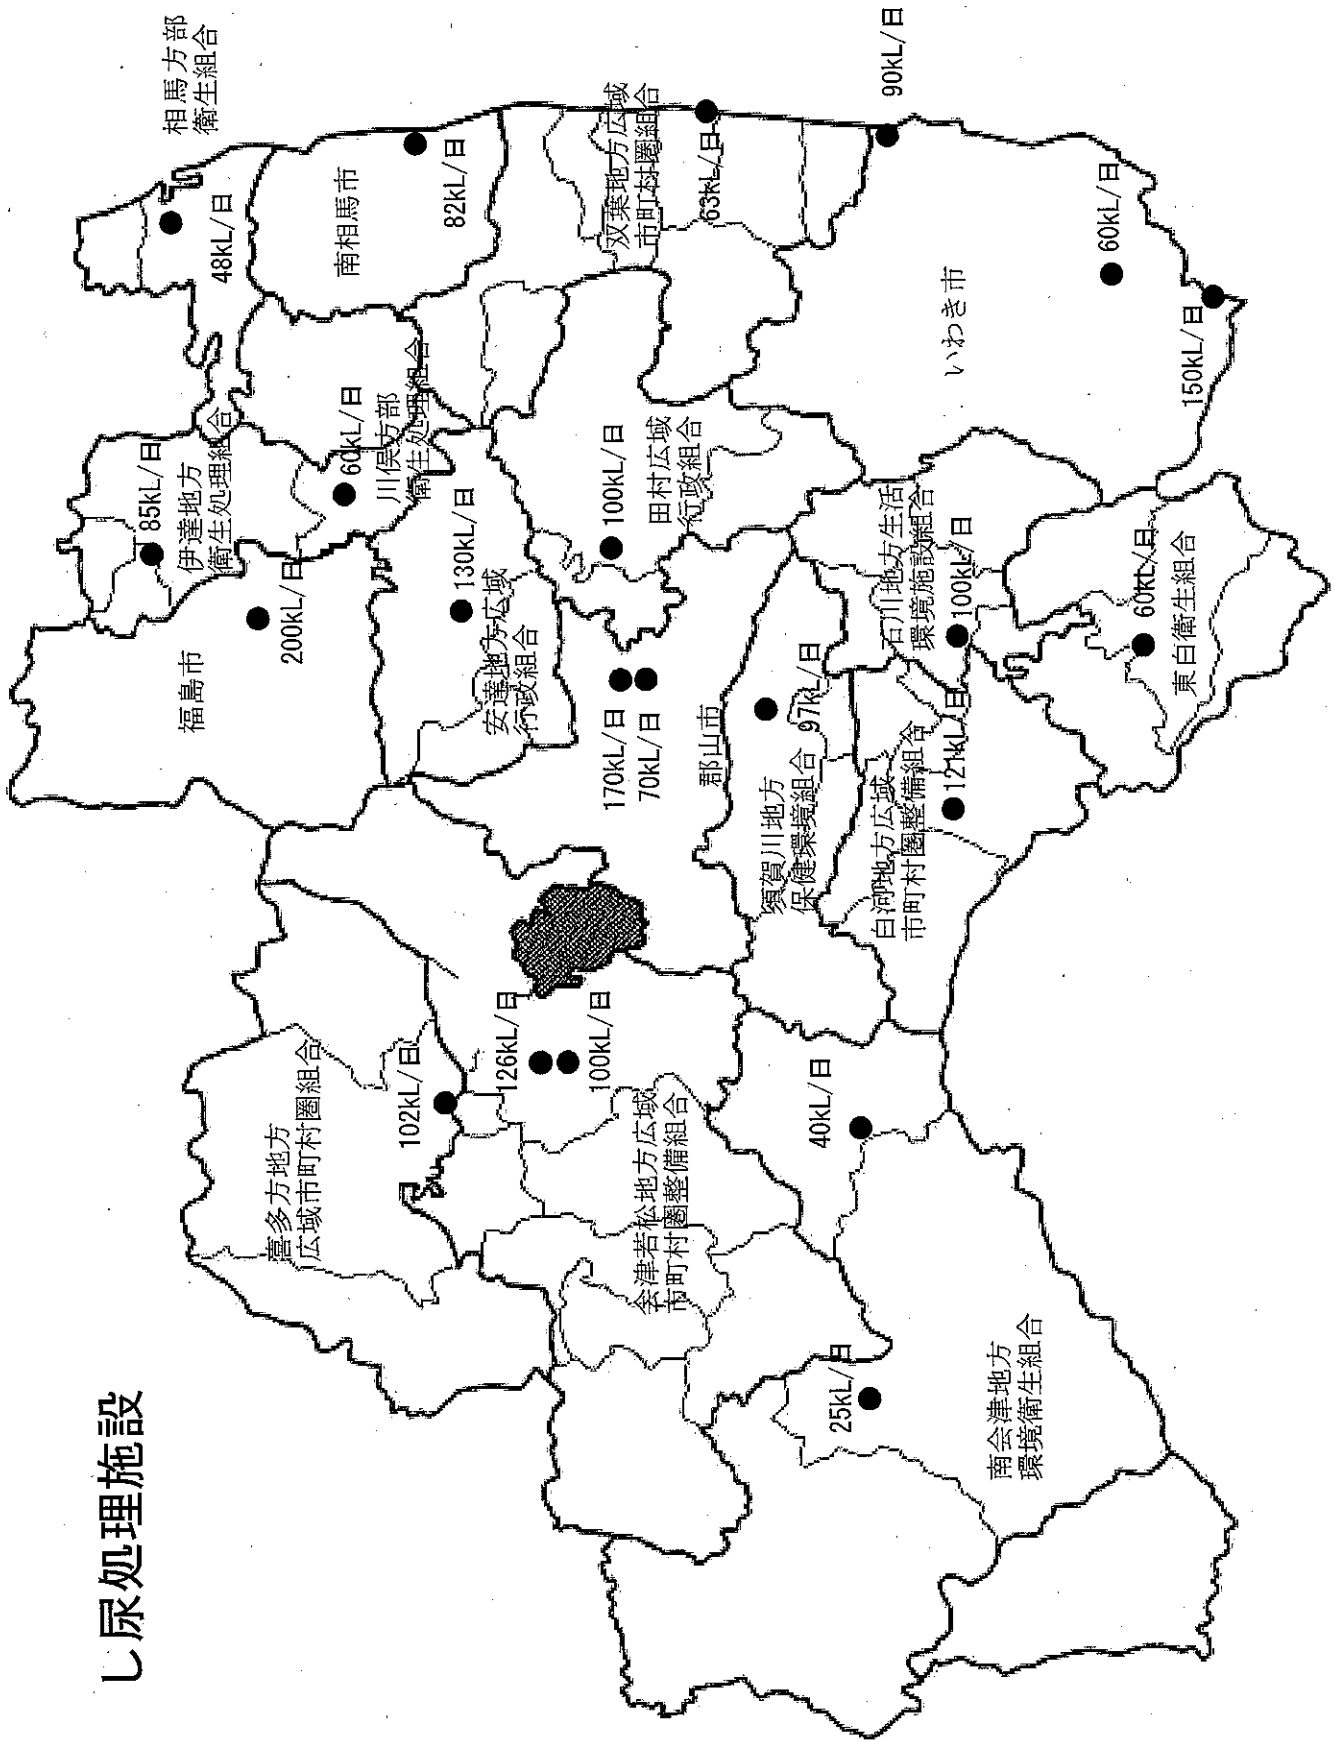 し尿処理施設
喜多方地方
広域市町村圏組合
102kL/日
126kL/日
100kL/日
会津若松地方広域
市町村圏整備組合
25kL/日
40kL/日
南会津地方
環境衛生組合
福島市
200kL/日
85kL/日
伊達地方
衛生処理組合
60kL/日
川俣方部
衛生処理組合
130kL/日
安達地方広域
行政組合
170kL/日
70kL/日
郡山市
100kL/日
田村広域
行政組合
須賀川地方
保健環境組合
97kL/日
白河地方広域
市町村圏整備組合
121kL/日
石川地方生活
環境施設組合
100kL/日
60KL/日
東白衛生組合
相馬方部
衛生組合
48kL/日
南相馬市
82kL/日
双葉地方広域
市町村圏組合
63kL/日
90kL/日
いわき市
60kL/日
150kL/日